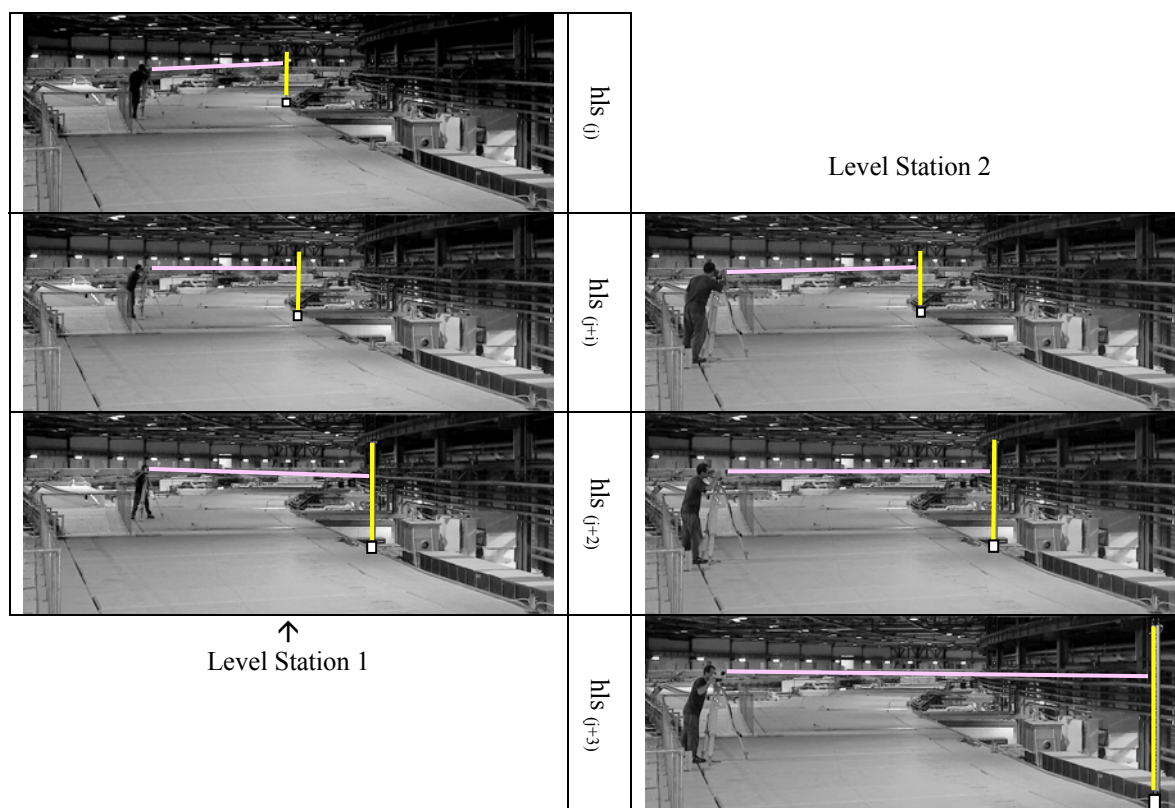 hls (j)
Level Station 2
hls (j+i)
hls (j+2)
↑
Level Station 1
hls (j+3)